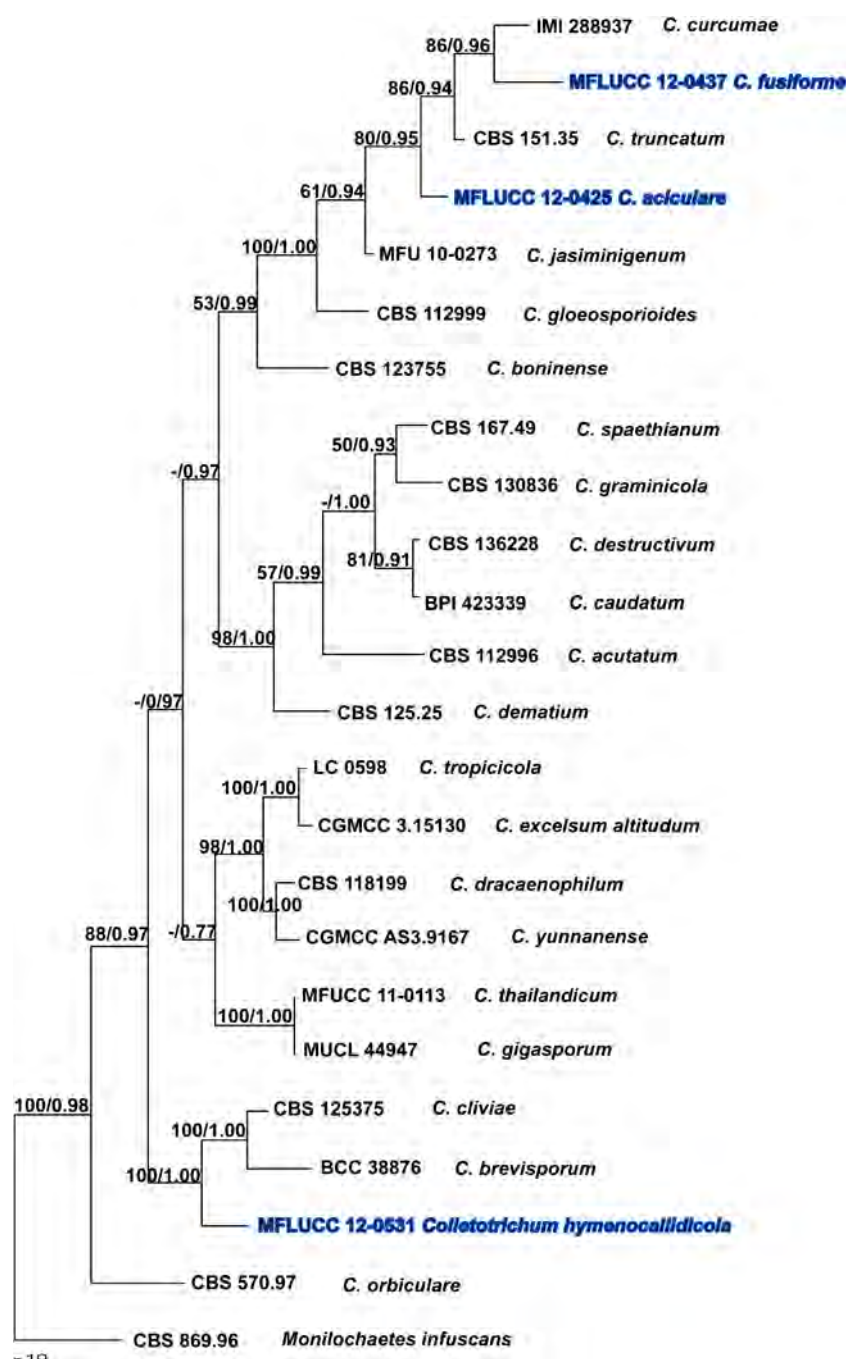 IMI 288937 C. curcumae
86/0.96
MFLUCC 12-0437 C. fusiforme
86/0.94
80/0.95
CBS 151.35 C. truncatum
61/0.94
MFLUCC 12-0425 C. aciculare
100/1.00
MFU 10-0273 C. jasiminigenum
53/0.99
CBS 112999 C. gloeosporioides
CBS 123755 C. boninense
CBS 167.49 C. spaethianum
50/0.93
-/0.97
CBS 130836 C. graminicola
-/1.00
CBS 136228 C. destructivum
81/0.91
57/0.99
BPI 423339 C. caudatum
98/1.00
CBS 112996 C. acutatum
-/0/97
CBS 125.25 C. dematium
LC 0598 C. tropicicola
100/1.00
CGMCC 3.15130 C. excelsum altitudum
98/1.00
CBS 118199 C. dracaenophilum
100/1.00
88/0.97
-/0.77
CGMCC AS3.9167 C. yunnanense
MFUCC 11-0113 C. thailandicum
100/1.00
MUCL 44947 C. gigasporum
100/0.98
CBS 125375 C. cliviae
100/1.00
BCC 38876 C. brevisporum
100/1.00
MFLUCC 12-0531 Colletotrichum hymenocallidicola
CBS 570.97 C. orbiculare
CBS 869.96 Monilochaetes infuscans